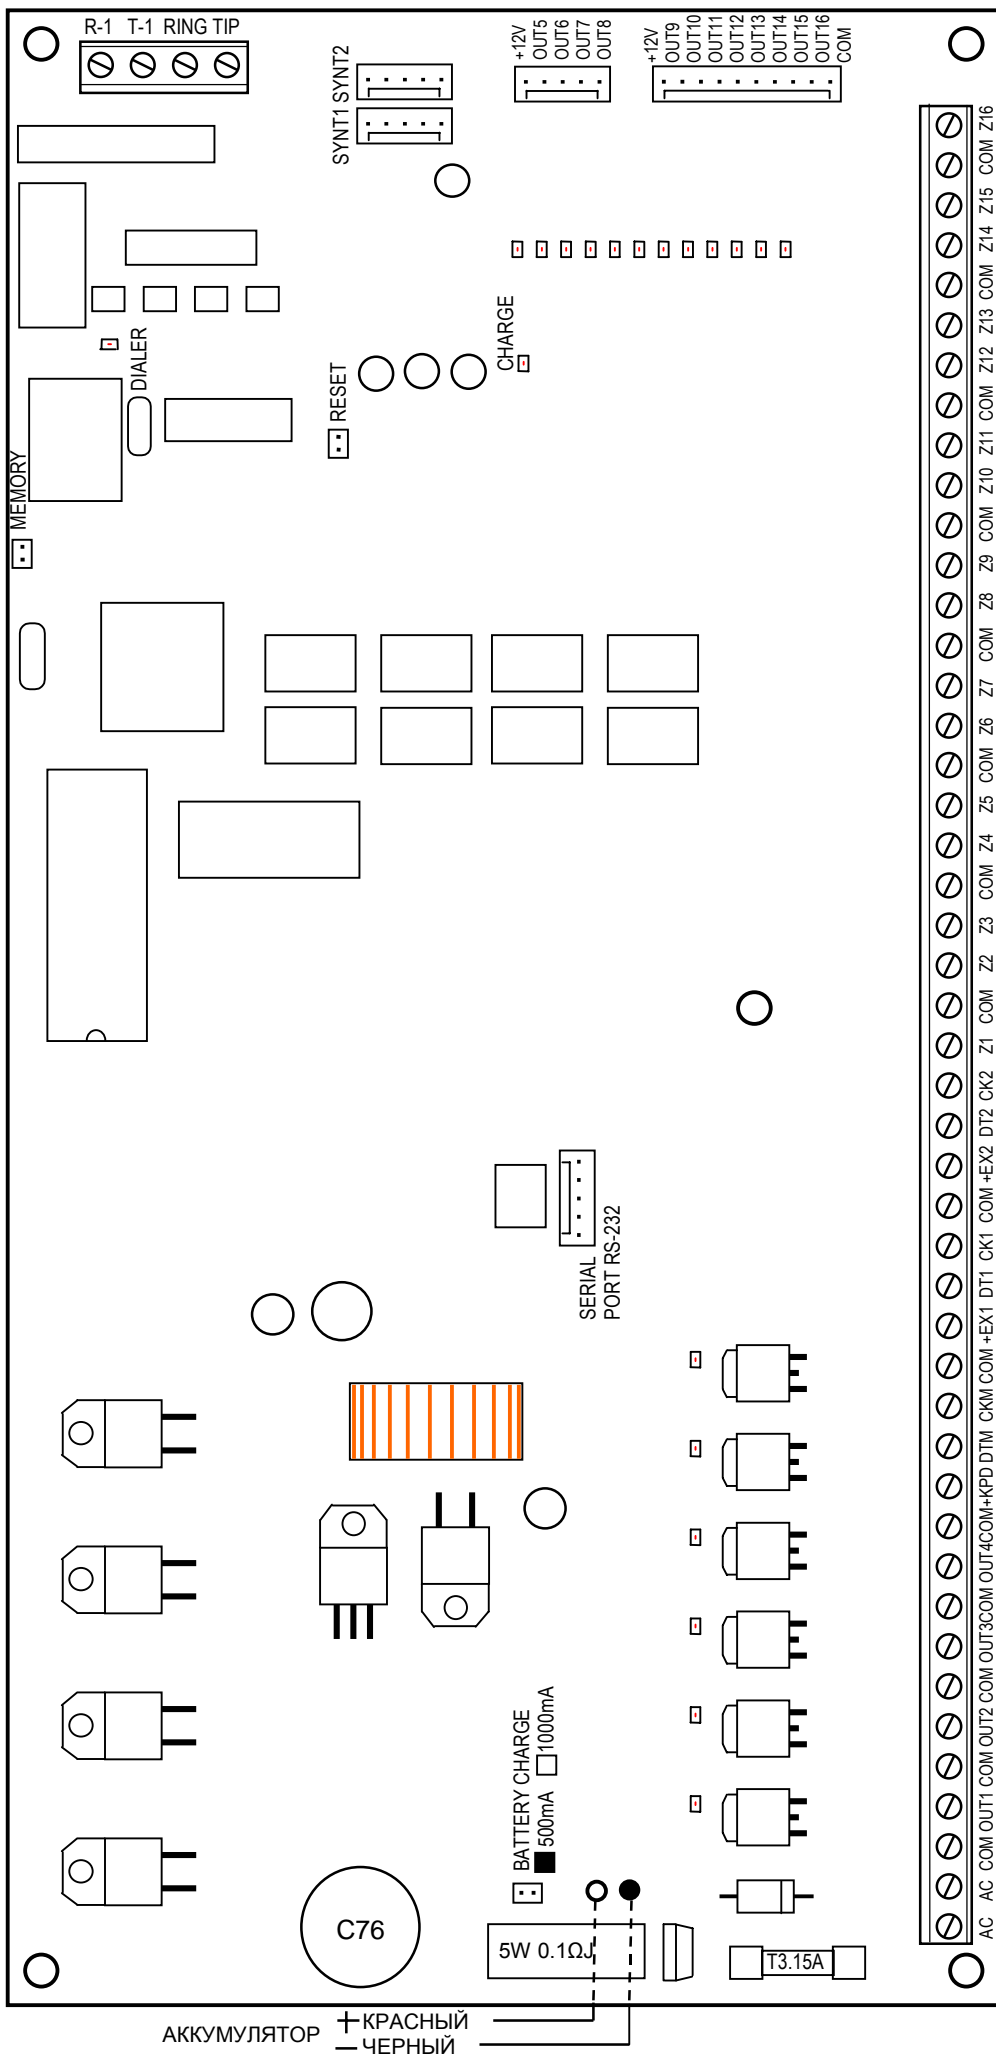 R-1 T-1 RING TIP
SYNT1 SYNT2
+12V
OUT5
OUT6
OUT7
OUT8
+12V
OUT9
OUT10
OUT11
OUT12
OUT13
OUT14
OUT15
OUT16
COM
DIALER
MEMORY
RESET
CHARGE
SERIAL
PORT RS-232
BATTERY CHARGE
500mA 1000mA
C76
5W 0.1ΩJ
T3.15A
АККУМУЛЯТОР
+ КРАСНЫЙ
— ЧЕРНЫЙ
AC AC COM OUT1 COM OUT2 COM OUT3COM OUT4COM+KPD DTM CKM COM +EX1 DT1 CK1 COM +EX2 DT2 CK2 Z1 COM Z2 Z3 COM Z4 Z5 COM Z6 Z7 COM Z8 Z9 COM Z10 Z11 COM Z12 Z13 COM Z14 Z15 COM Z16